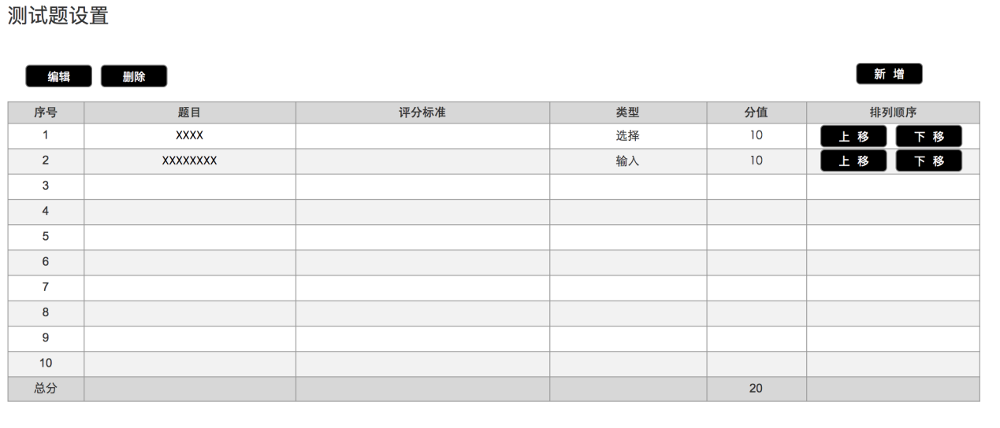 测试题设置
编辑 删除 新 增
序号 题目 评分标准 类型 分值 排列顺序
1 XXXX 选择 10 上 移 下 移
2 XXXXXXXX 输入 10 上 移 下 移
3
4
5
6
7
8
9
10
总分 20